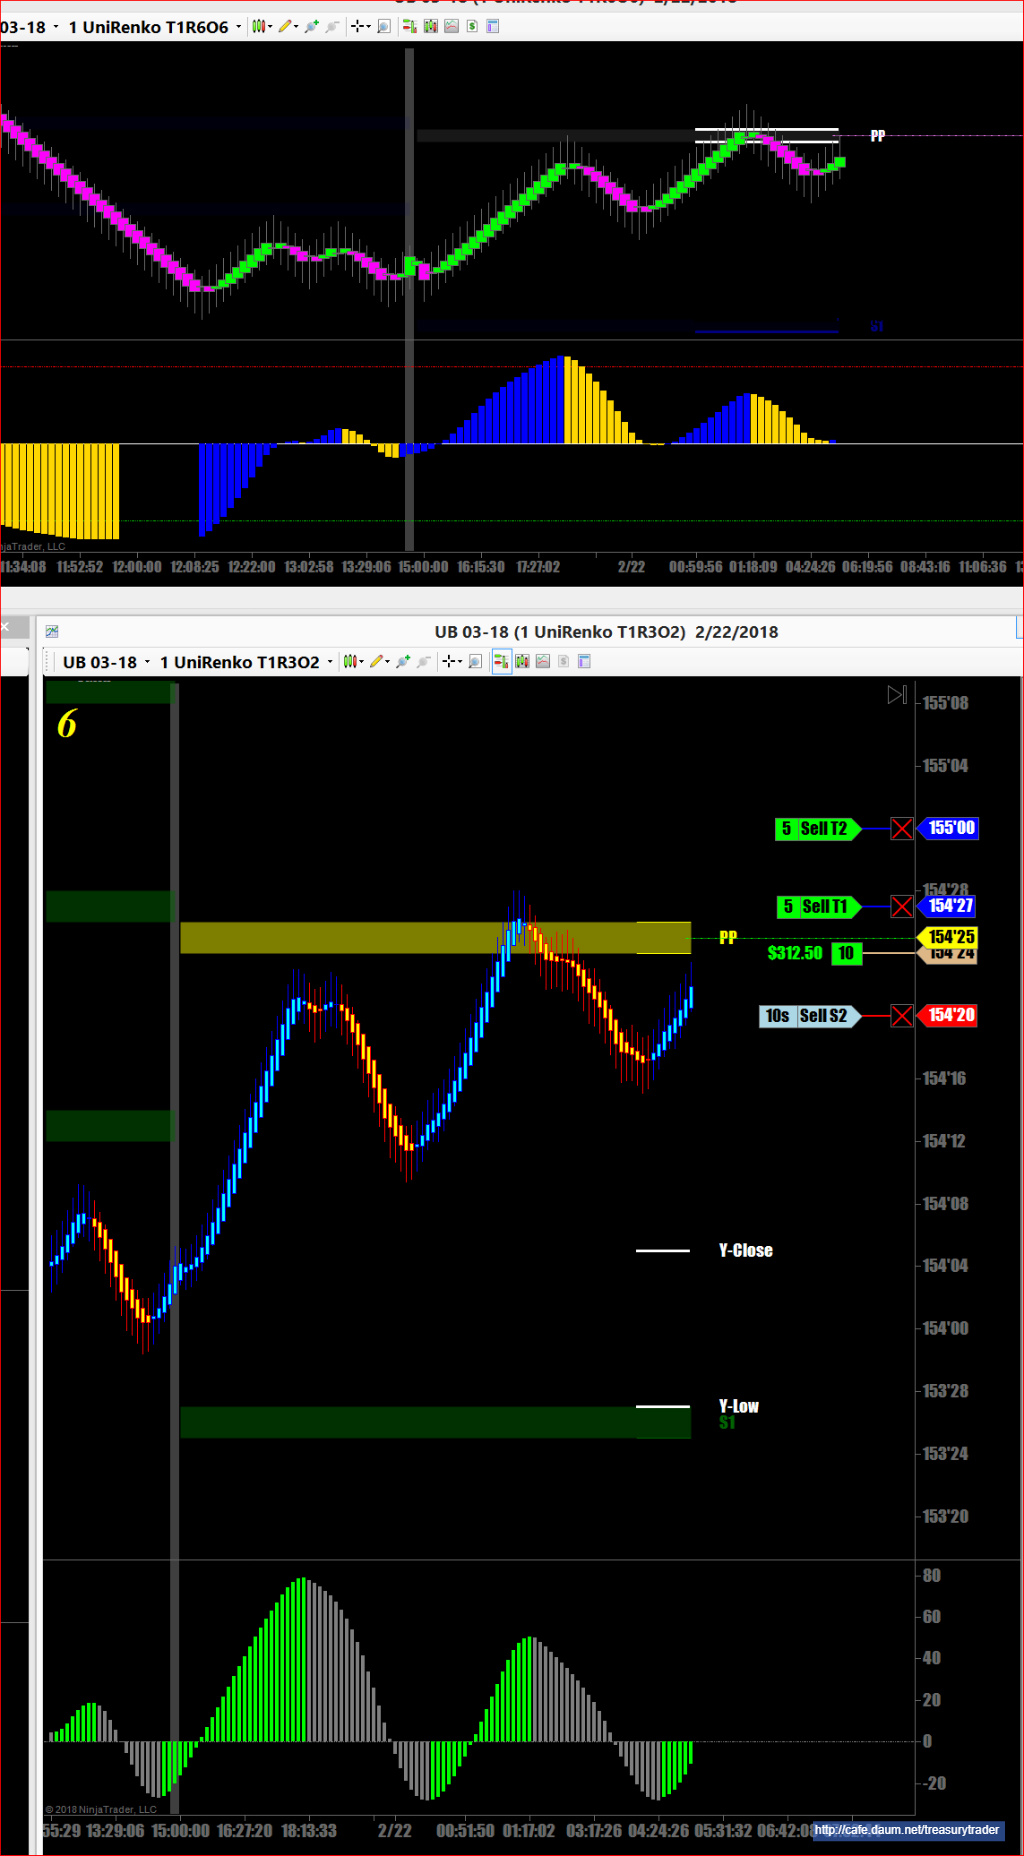 03-18 1 UniRenko T1R6O6
PP
S1
njaTrader, LLC
11:34:08 11:52:52 12:00:00 12:08:25 12:22:00 13:02:58 13:29:06 15:00:00 16:15:30 17:27:02 2/22 00:59:56 01:18:09 04:24:26 06:19:56 08:43:16 11:06:36
UB 03-18 (1 UniRenko T1R3O2) 2/22/2018
UB 03-18 1 UniRenko T1R3O2
6
155'08
155'04
5 Sell T2 155'00
154'28
5 Sell T1 154'27
PP 154'25
$312.50 10 154'24
10s Sell S2 154'20
154'16
154'12
154'08
Y-Close
154'04
154'00
153'28
Y-Low
S1
153'24
153'20
80
60
40
20
0
-20
© 2018 NinjaTrader, LLC
55:29 13:29:06 15:00:00 16:27:20 18:13:33 2/22 00:51:50 01:17:02 03:17:26 04:24:26 05:31:32 06:42:08
http://cafe.daum.net/treasurytrader